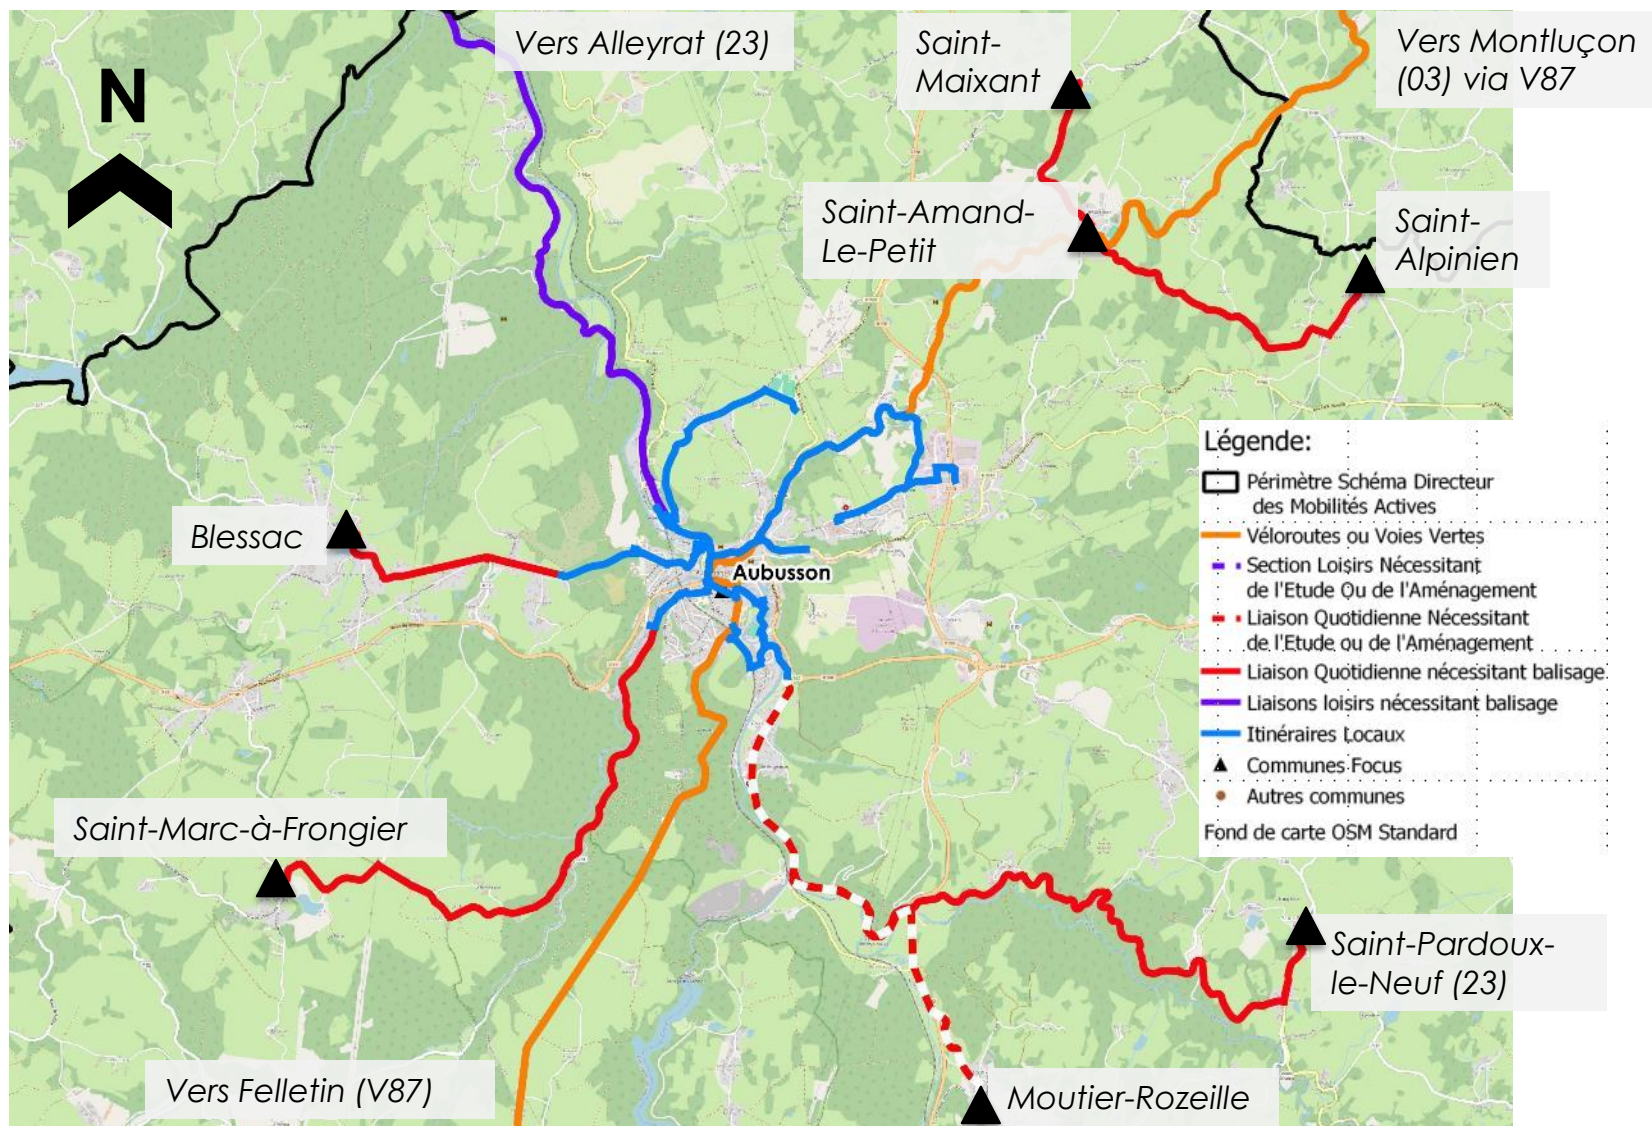 Vers Alleyrat (23)
Saint-
Maixant
Vers Montluçon
(03) via V87
N
Saint-Amand-
Le-Petit
Saint-
Alpinien
Légende:
Périmètre Schéma Directeur
des Mobilités Actives
Véloroutes ou Voies Vertes
Section Loisirs Nécessitant
de l'Etude Ou de l'Aménagement
Liaison Quotidienne Nécessitant
de l'Etude ou de l'Aménagement
Liaison Quotidienne nécessitant balisage
Liaisons loisirs nécessitant balisage
Itinéraires Locaux
Communes Focus
Autres communes
Fond de carte OSM Standard
Blessac
Aubusson
Saint-Marc-à-Frongier
Saint-Pardoux-
le-Neuf (23)
Vers Felletin (V87)
Moutier-Rozeille